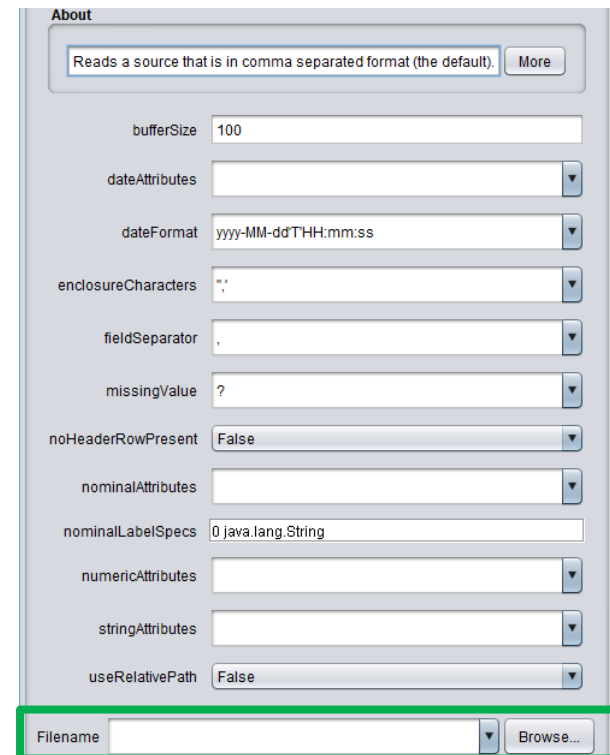 About
Reads a source that is in comma separated format (the default). More
bufferSize 100
dateAttributes
dateFormat yyyy-MM-dd'T'HH:mm:ss
enclosureCharacters ",'
fieldSeparator ,
missingValue ?
noHeaderRowPresent False
nominalAttributes
nominalLabelSpecs 0 java.lang.String
numericAttributes
stringAttributes
useRelativePath False
Filename Browse...